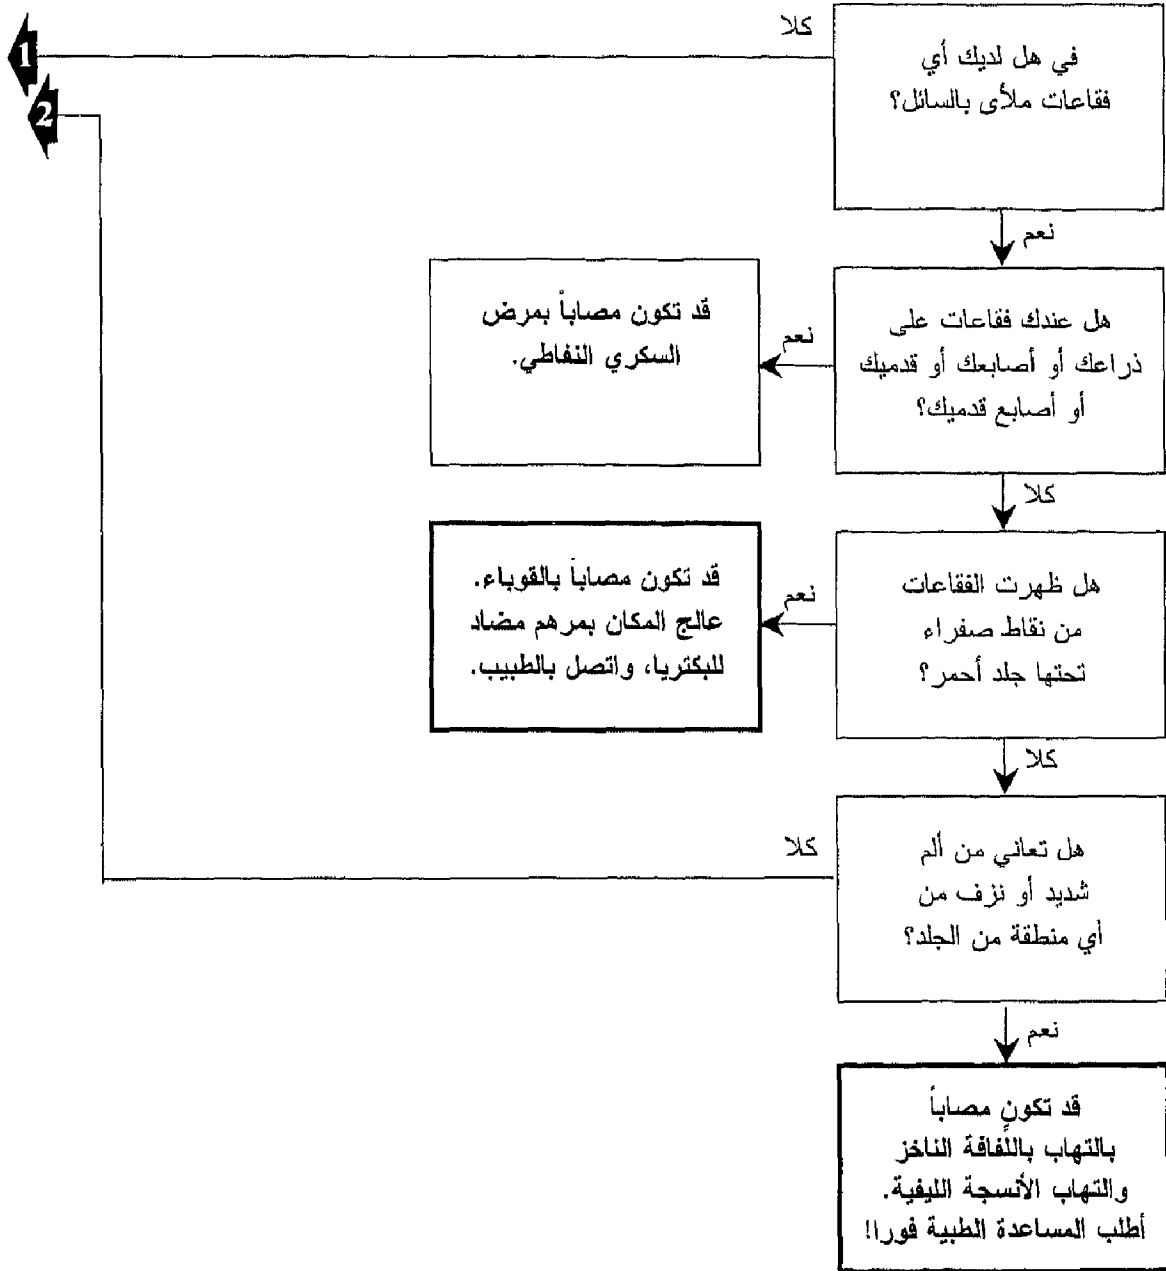 كلا
1
2
في هل لديك أي
فقاعات ملأى بالسائل؟
نعم
هل عندك فقاعات على
ذراعك أو أصابعك أو قدميك
أو أصابع قدميك؟
نعم
قد تكون مصاباً بمرض
السكري النفاطي.
كلا
هل ظهرت الفقاعات
من نقاط صفراء
تحتها جلد أحمر؟
نعم
قد تكون مصاباً بالقوباء.
عالج المكان بمرهم مضاد
للبكتريا، واتصل بالطبيب.
كلا
هل تعاني من ألم
شديد أو نزف من
أي منطقة من الجلد؟
كلا
نعم
قد تكون مصاباً
بالتهاب باللفافة الناخز
والتهاب الأنسجة الليفية.
أطلب المساعدة الطبية فورا!